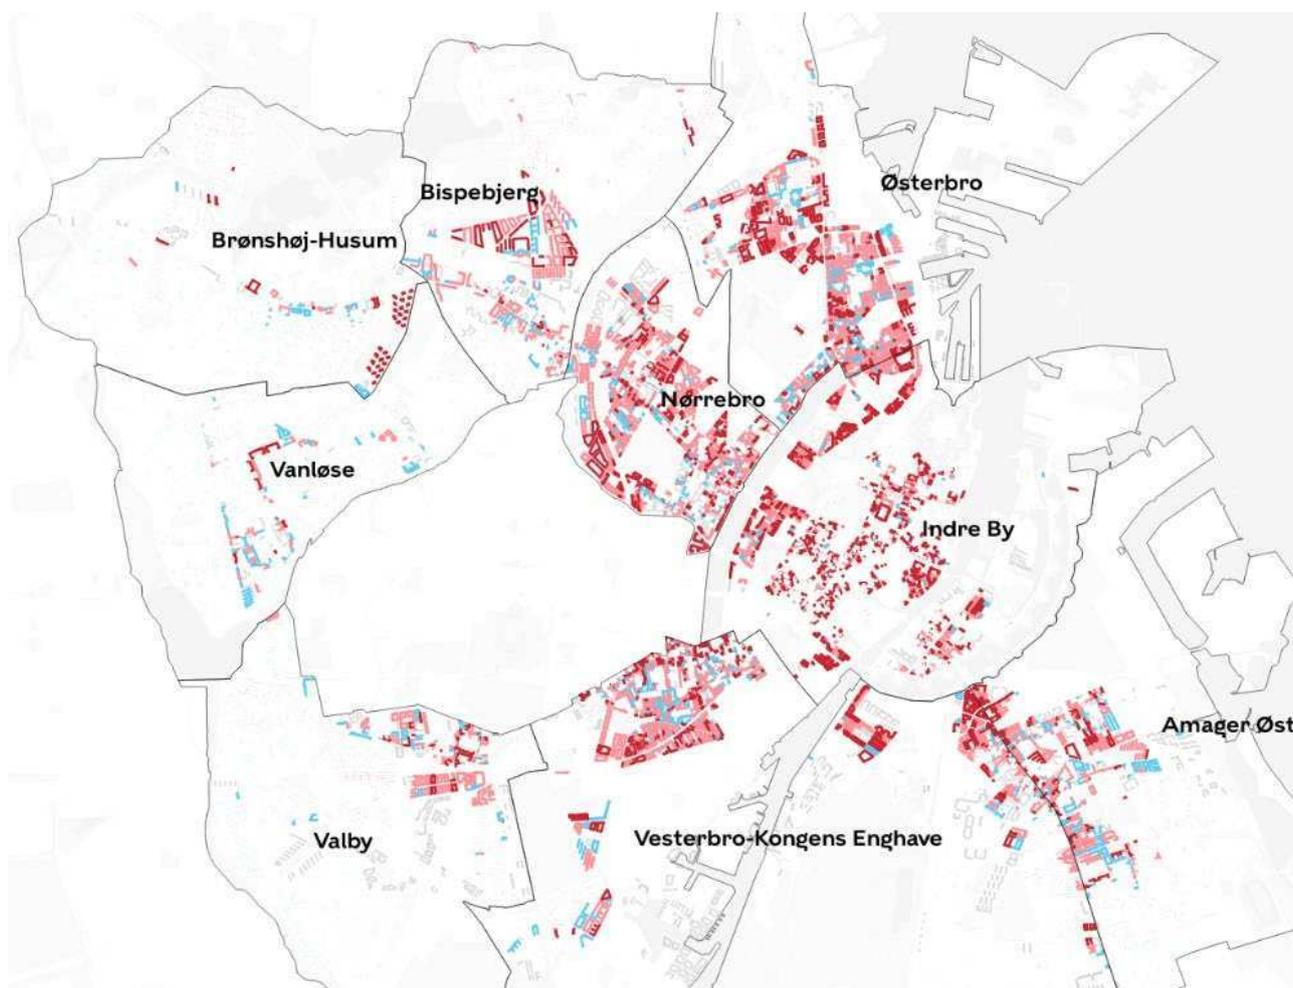 Østerbro
Bispebjerg
Brønshøj-Husum
Nørrebro
Vanløse
Indre By
Amager Øst
Valby
Vesterbro-Kongens Enghave